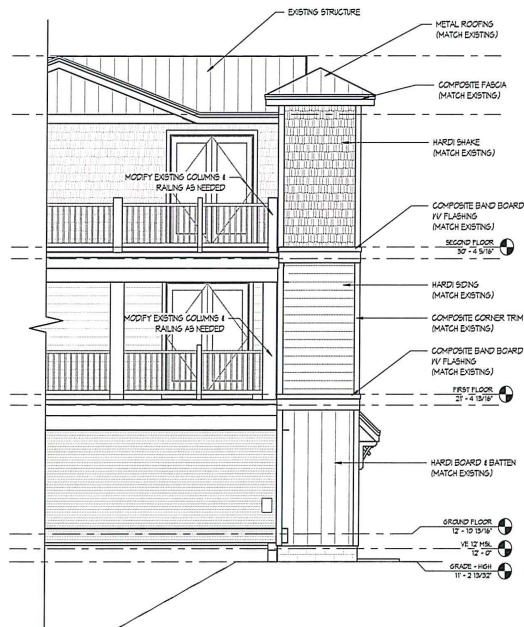 EXISTING STRUCTURE
METAL ROOFING
(MATCH EXISTING)
COMPOSITE FASCIA
(MATCH EXISTING)
HARDI SHAKE
(MATCH EXISTING)
MODIFY EXISTING COLUMNS &
RAILING AS NEEDED
COMPOSITE BAND BOARD
W/ FLASHING
(MATCH EXISTING)
SECOND FLOOR
30' - 4 5/16"
HARDI SIDING
(MATCH EXISTING)
MODIFY EXISTING COLUMNS &
RAILING AS NEEDED
COMPOSITE CORNER TRIM
(MATCH EXISTING)
COMPOSITE BAND BOARD
W/ FLASHING
(MATCH EXISTING)
FIRST FLOOR
21' - 4 13/16"
HARDI BOARD & BATTEN
(MATCH EXISTING)
GROUND FLOOR
12' - 10 13/16"
VE 12' MSL
12' - 0"
GRADE - HIGH
11' - 2 13/32"